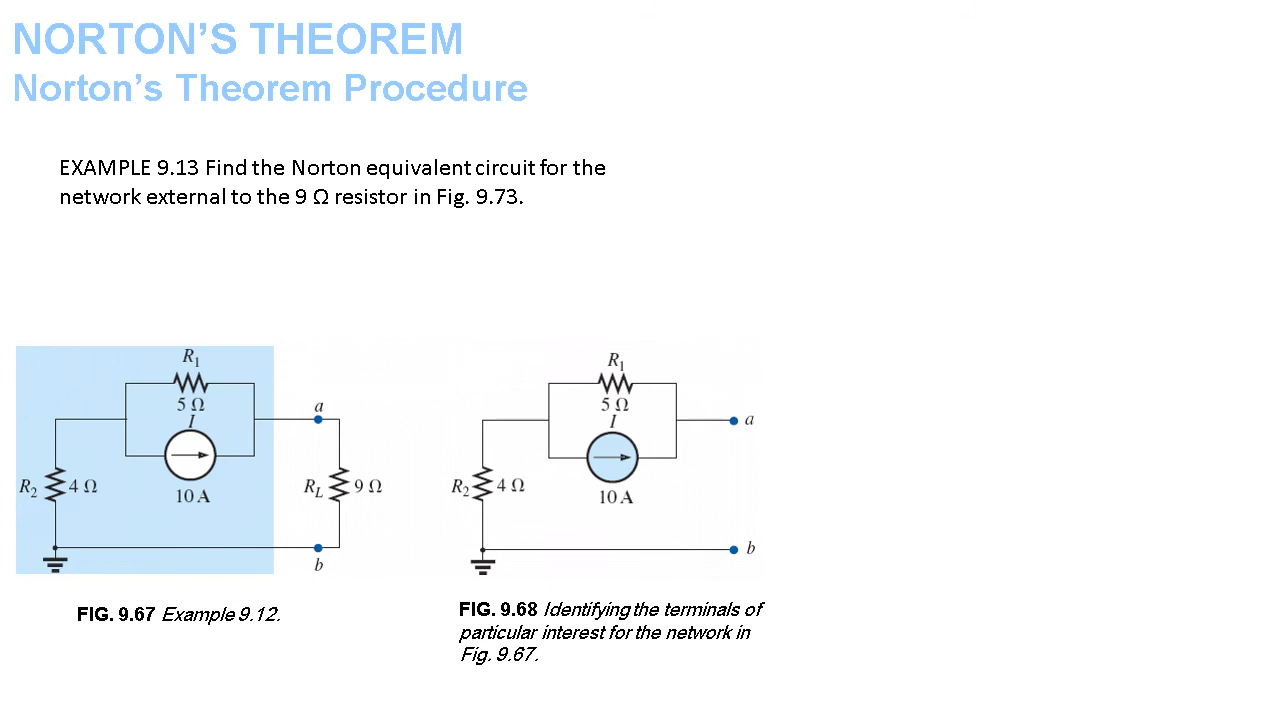 NORTON’S THEOREM
Norton’s Theorem Procedure
EXAMPLE 9.13 Find the Norton equivalent circuit for the
network external to the 9 Ω resistor in Fig. 9.73.
R1
5 Ω
I
10 A
R2
4 Ω
a
RL
9 Ω
b
R1
5 Ω
I
10 A
R2
4 Ω
a
b
FIG. 9.67 Example 9.12.
FIG. 9.68 Identifying the terminals of
particular interest for the network in
Fig. 9.67.